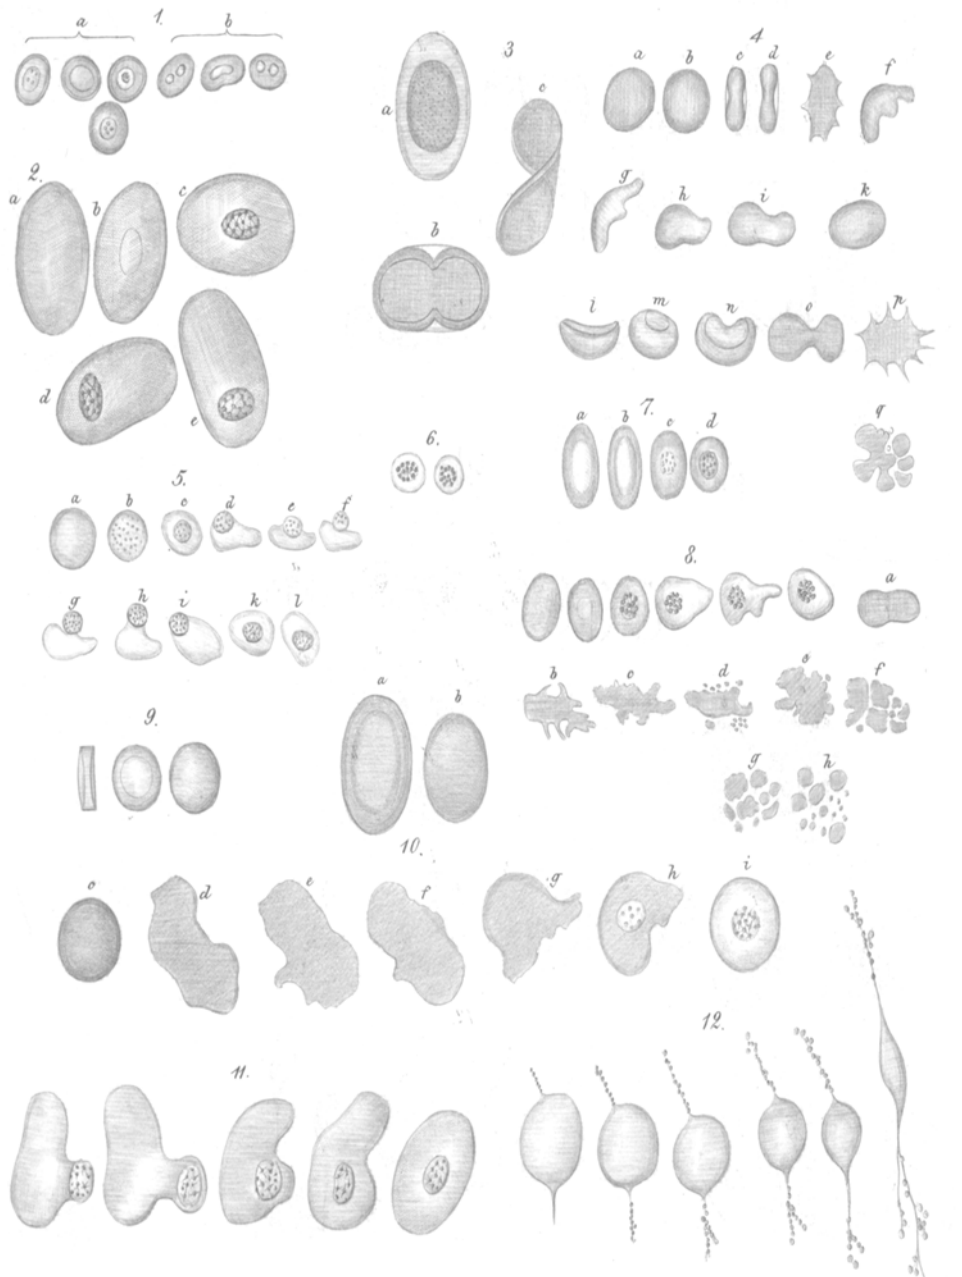 1.
a b
2.
a b c
d e
3
a c
b
4
a b c d e f
g h i k
l m n o p
q
5.
a b c d e f
g h i k l
6.
7.
a b c d
8.
a
b c d e f
g h
9.
10.
a b
c d e f g h i
11.
12.